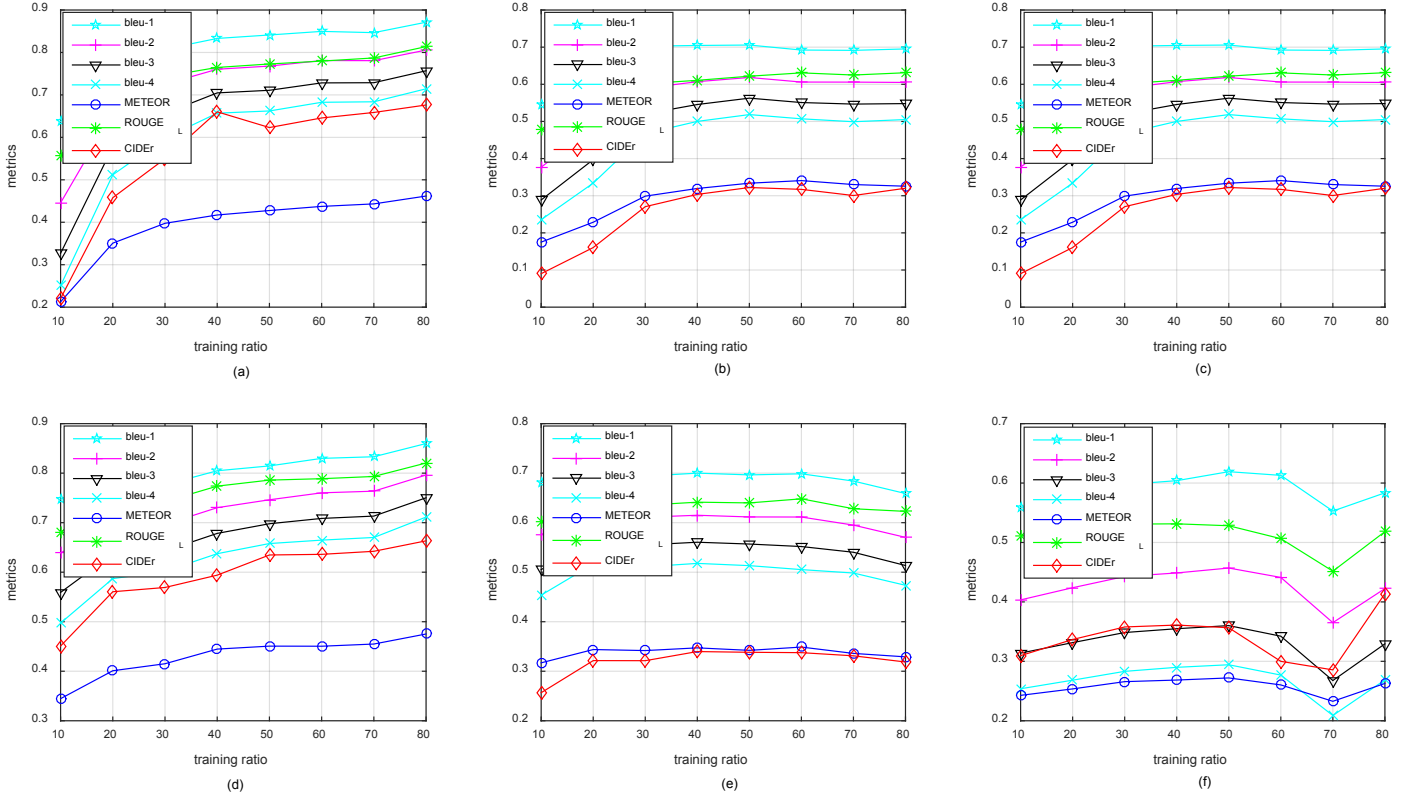 0.9
0.8
0.7
0.6
0.5
0.4
0.3
0.2
metrics
bleu-1
bleu-2
bleu-3
bleu-4
METEOR
ROUGE L
CIDEr
10 20 30 40 50 60 70 80
training ratio
(a)
0.8
0.7
0.6
0.5
0.4
0.3
0.2
0.1
0
metrics
bleu-1
bleu-2
bleu-3
bleu-4
METEOR
ROUGE L
CIDEr
10 20 30 40 50 60 70 80
training ratio
(b)
0.8
0.7
0.6
0.5
0.4
0.3
0.2
0.1
0
metrics
bleu-1
bleu-2
bleu-3
bleu-4
METEOR
ROUGE L
CIDEr
10 20 30 40 50 60 70 80
training ratio
(c)
0.9
0.8
0.7
0.6
0.5
0.4
0.3
metrics
bleu-1
bleu-2
bleu-3
bleu-4
METEOR
ROUGE L
CIDEr
10 20 30 40 50 60 70 80
training ratio
(d)
0.8
0.7
0.6
0.5
0.4
0.3
0.2
metrics
bleu-1
bleu-2
bleu-3
bleu-4
METEOR
ROUGE L
CIDEr
10 20 30 40 50 60 70 80
training ratio
(e)
0.7
0.6
0.5
0.4
0.3
0.2
metrics
bleu-1
bleu-2
bleu-3
bleu-4
METEOR
ROUGE L
CIDEr
10 20 30 40 50 60 70 80
training ratio
(f)